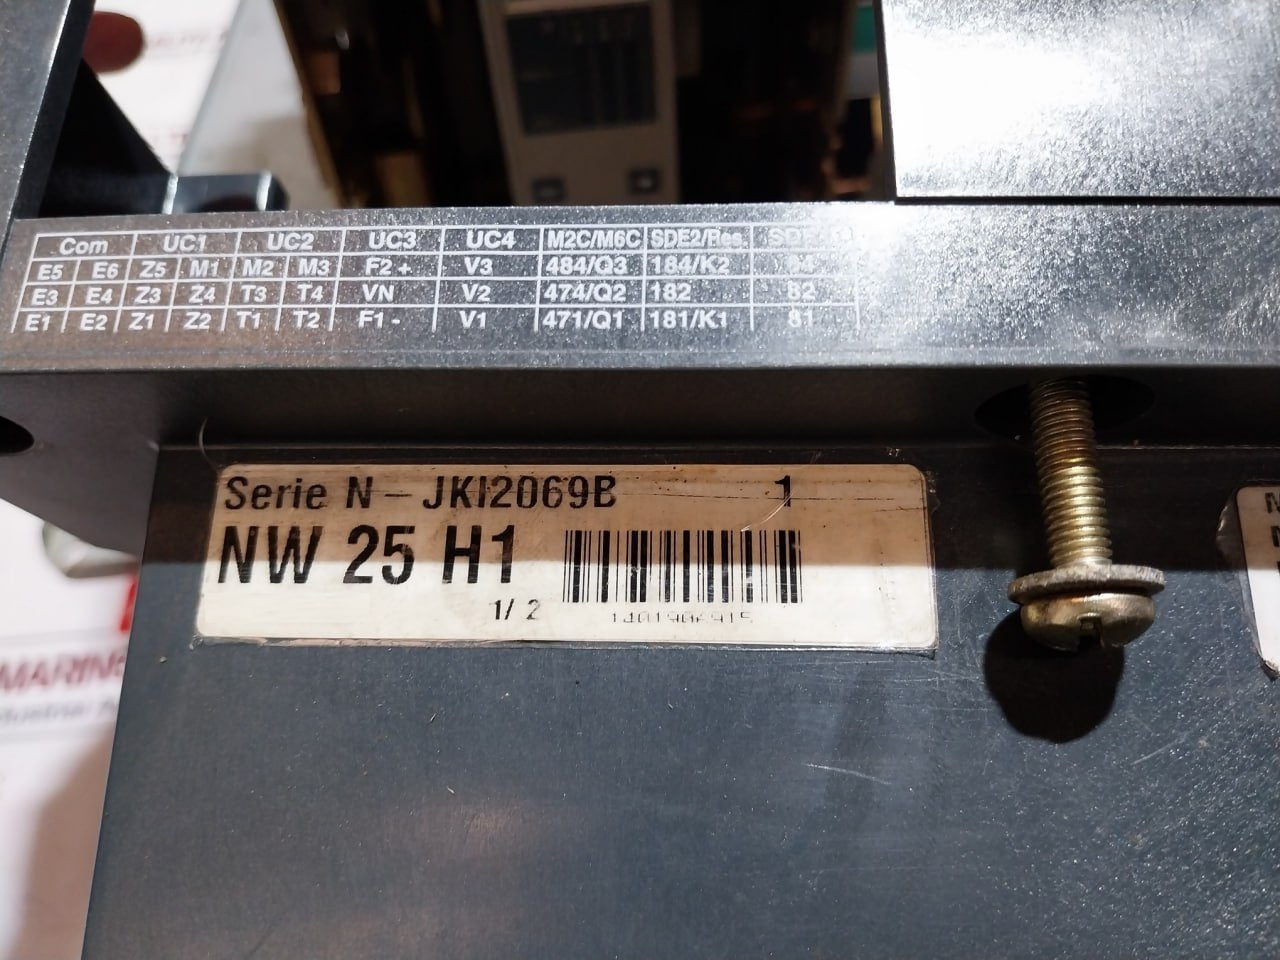 Com UC1 UC2 UC3 UC4 M2C/M6C SDE2/Res
E5 E6 Z5 M1 M2 M3 F2 + V3 484/Q3 184/K2 84
E3 E4 Z3 Z4 T3 T4 VN V2 474/Q2 182 82
E1 E2 Z1 Z2 T1 T2 F1 - V1 471/Q1 181/K1 81
Serie N – JKI2069B 1
NW 25 H1
1/ 2